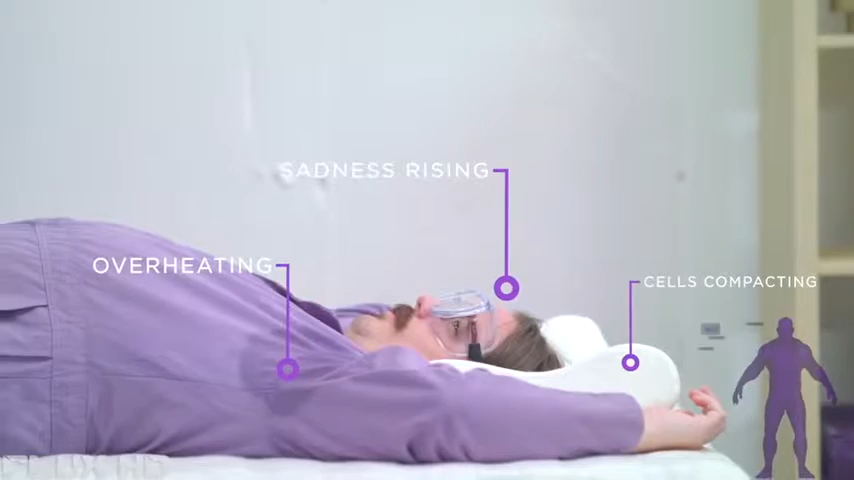 SADNESS RISING
OVERHEATING
CELLS COMPACTING